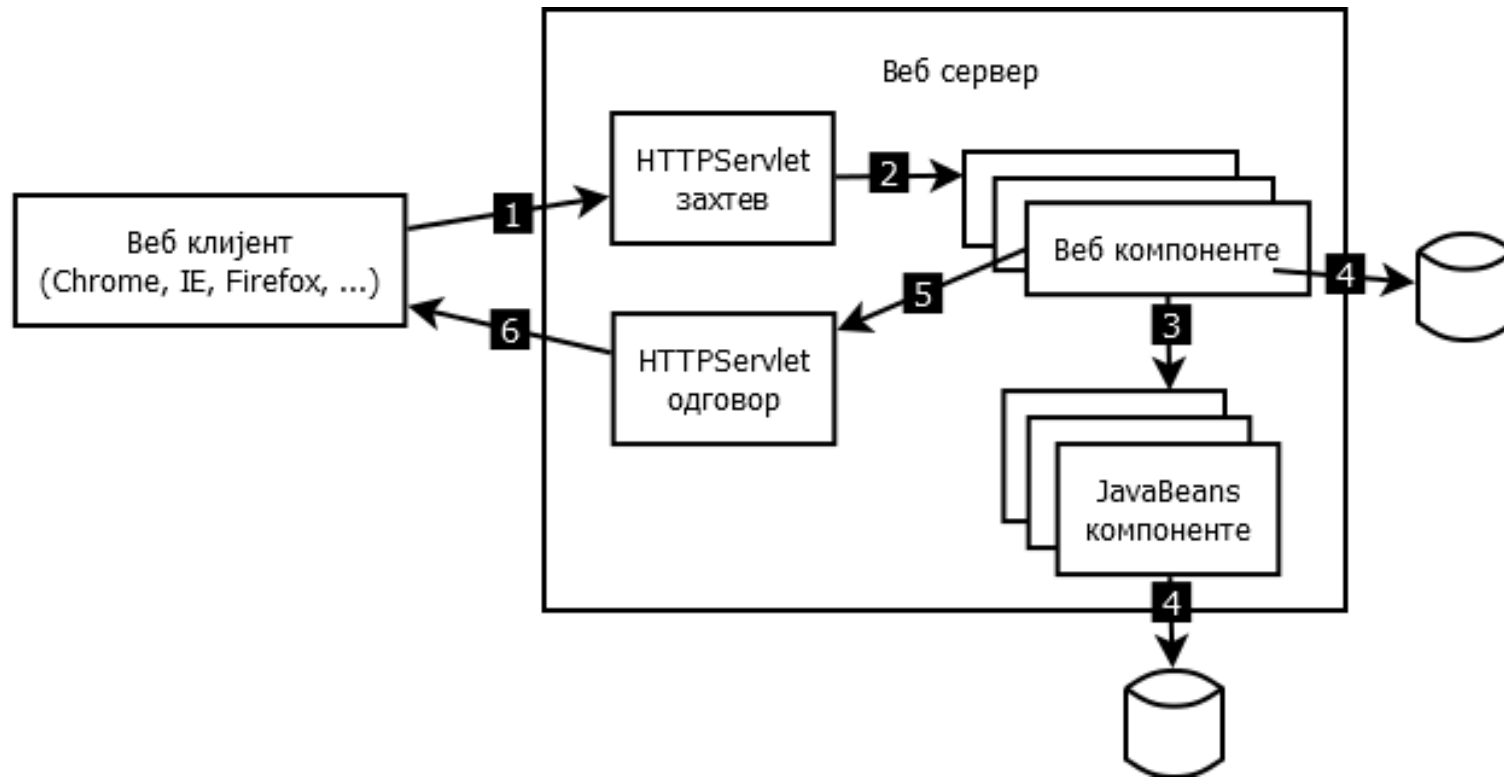 Веб сервер
HTTPServlet
захтев
2
1
Веб клијент
(Chrome, IE, Firefox, ...)
Веб компоненте
4
5
3
6
HTTPServlet
одговор
JavaBeans
компоненте
4